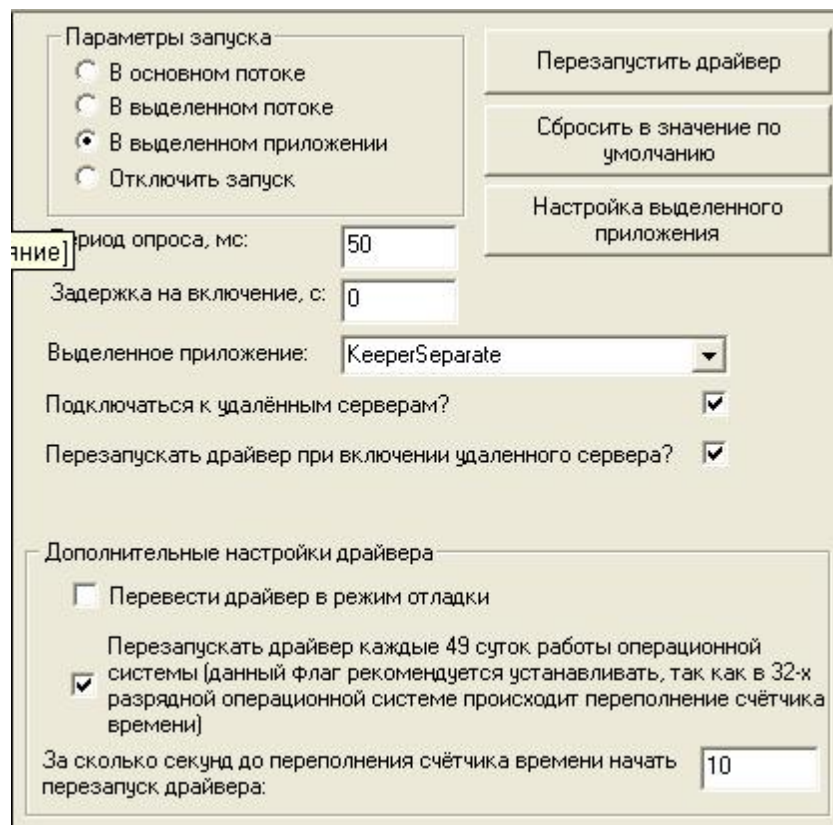 Параметры запуска
В основном потоке
В выделенном потоке
В выделенном приложении
Отключить запуск
Перезапустить драйвер
Сбросить в значение по
умолчанию
Настройка выделенного
приложения
яние]
ериод опроса, мс: 50
Задержка на включение, с: 0
Выделенное приложение: KeeperSeparate
Подключаться к удалённым серверам?
Перезапускать драйвер при включении удаленного сервера?
Дополнительные настройки драйвера
Перевести драйвер в режим отладки
Перезапускать драйвер каждые 49 суток работы операционной
системы (данный флаг рекомендуется устанавливать, так как в 32-х
разрядной операционной системе происходит переполнение счётчика
времени)
За сколько секунд до переполнения счётчика времени начать
перезапуск драйвера: 10